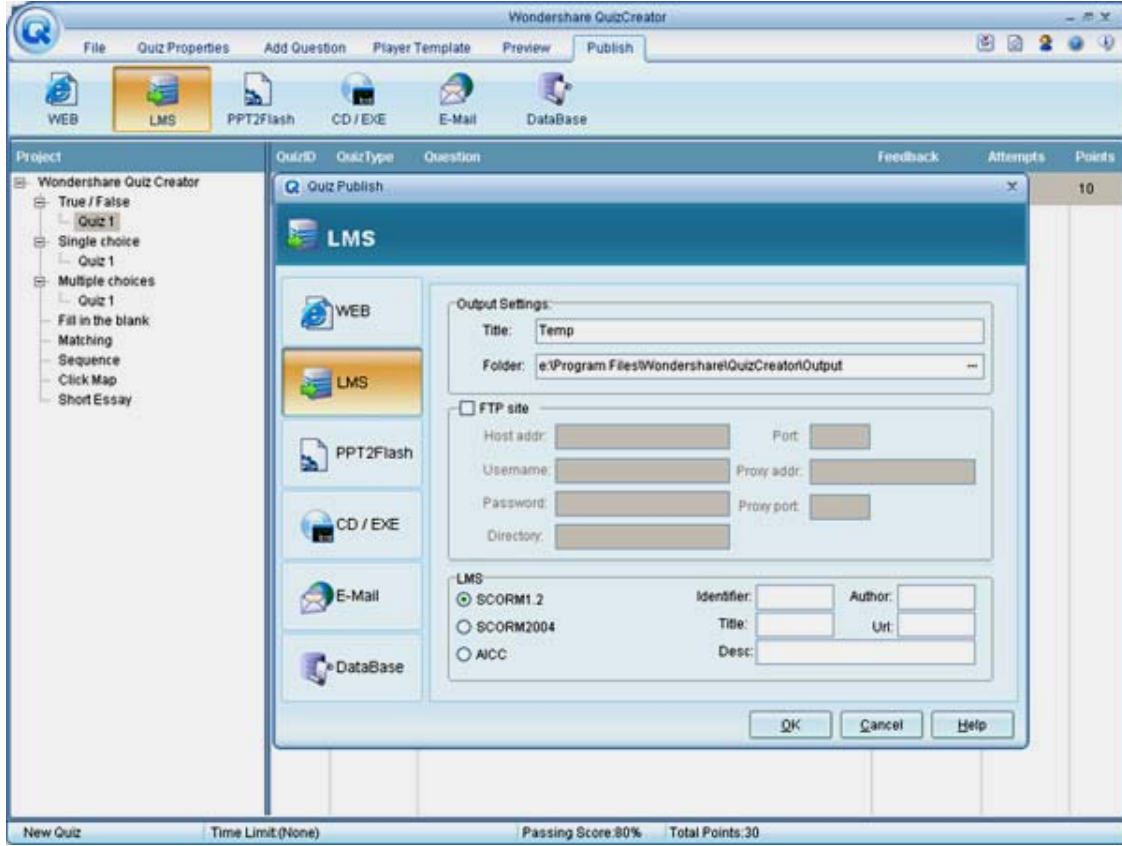 Wondershare QuizCreator
File Quiz Properties Add Question Player Template Preview Publish
WEB LMS PPT2Flash CD / EXE E-Mail DataBase
Project QuizID QuizType Question Feedback Attempts Points
Wondershare Quiz Creator
True / False
Quiz 1
Single choice
Quiz 1
Multiple choices
Quiz 1
Fill in the blank
Matching
Sequence
Click Map
Short Essay
10
Quiz Publish
LMS
WEB
LMS
PPT2Flash
CD / EXE
E-Mail
DataBase
Output Settings:
Title: Temp
Folder: e:\Program Files\Wondershare\QuizCreator\Output ...
FTP site
Host addr: Port:
Username: Proxy addr:
Password: Proxy port:
Directory:
LMS
SCORM1.2 Identifier: Author:
SCORM2004 Title: Url:
AICC Desc:
OK Cancel Help
New Quiz Time Limit:(None) Passing Score:80% Total Points:30